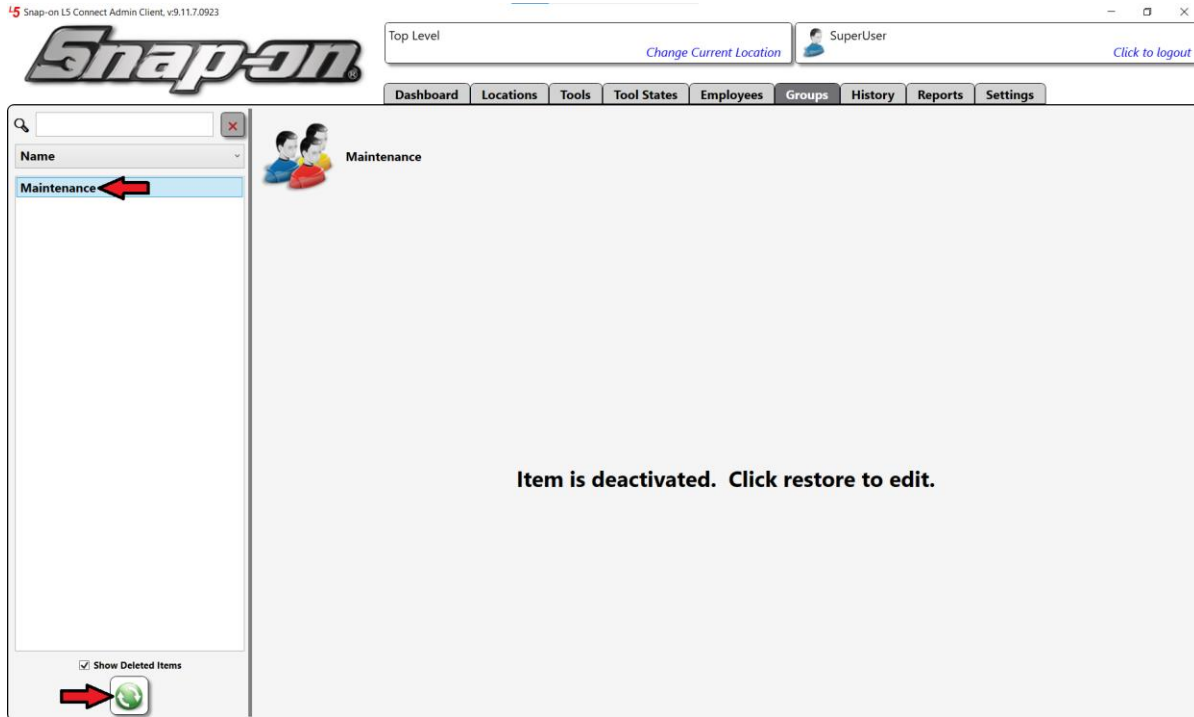 L5 Snap-on L5 Connect Admin Client, v:9.11.7.0923
Snap-on®
Top Level
Change Current Location
SuperUser
Click to logout
Dashboard Locations Tools Tool States Employees Groups History Reports Settings
Name
Maintenance
Maintenance
Item is deactivated. Click restore to edit.
Show Deleted Items